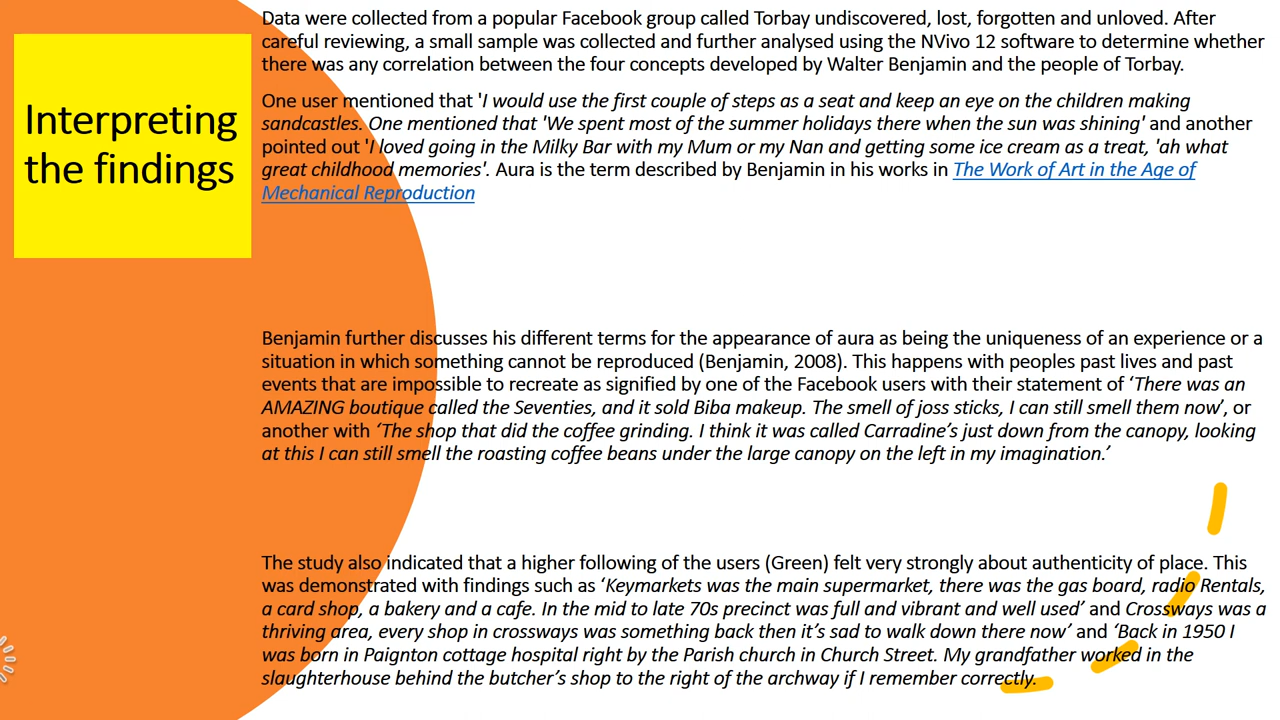 Interpreting
the findings
Data were collected from a popular Facebook group called Torbay undiscovered, lost, forgotten and unloved. After
careful reviewing, a small sample was collected and further analysed using the NVivo 12 software to determine whether
there was any correlation between the four concepts developed by Walter Benjamin and the people of Torbay.
One user mentioned that 'I would use the first couple of steps as a seat and keep an eye on the children making
sandcastles. One mentioned that 'We spent most of the summer holidays there when the sun was shining' and another
pointed out 'I loved going in the Milky Bar with my Mum or my Nan and getting some ice cream as a treat, 'ah what
great childhood memories'. Aura is the term described by Benjamin in his works in The Work of Art in the Age of
Mechanical Reproduction
Benjamin further discusses his different terms for the appearance of aura as being the uniqueness of an experience or a
situation in which something cannot be reproduced (Benjamin, 2008). This happens with peoples past lives and past
events that are impossible to recreate as signified by one of the Facebook users with their statement of ‘There was an
AMAZING boutique called the Seventies, and it sold Biba makeup. The smell of joss sticks, I can still smell them now’, or
another with ‘The shop that did the coffee grinding. I think it was called Carradine’s just down from the canopy, looking
at this I can still smell the roasting coffee beans under the large canopy on the left in my imagination.’
The study also indicated that a higher following of the users (Green) felt very strongly about authenticity of place. This
was demonstrated with findings such as ‘Keymarkets was the main supermarket, there was the gas board, radio Rentals,
a card shop, a bakery and a cafe. In the mid to late 70s precinct was full and vibrant and well used’ and Crossways was a
thriving area, every shop in crossways was something back then it’s sad to walk down there now’ and ‘Back in 1950 I
was born in Paignton cottage hospital right by the Parish church in Church Street. My grandfather worked in the
slaughterhouse behind the butcher’s shop to the right of the archway if I remember correctly.